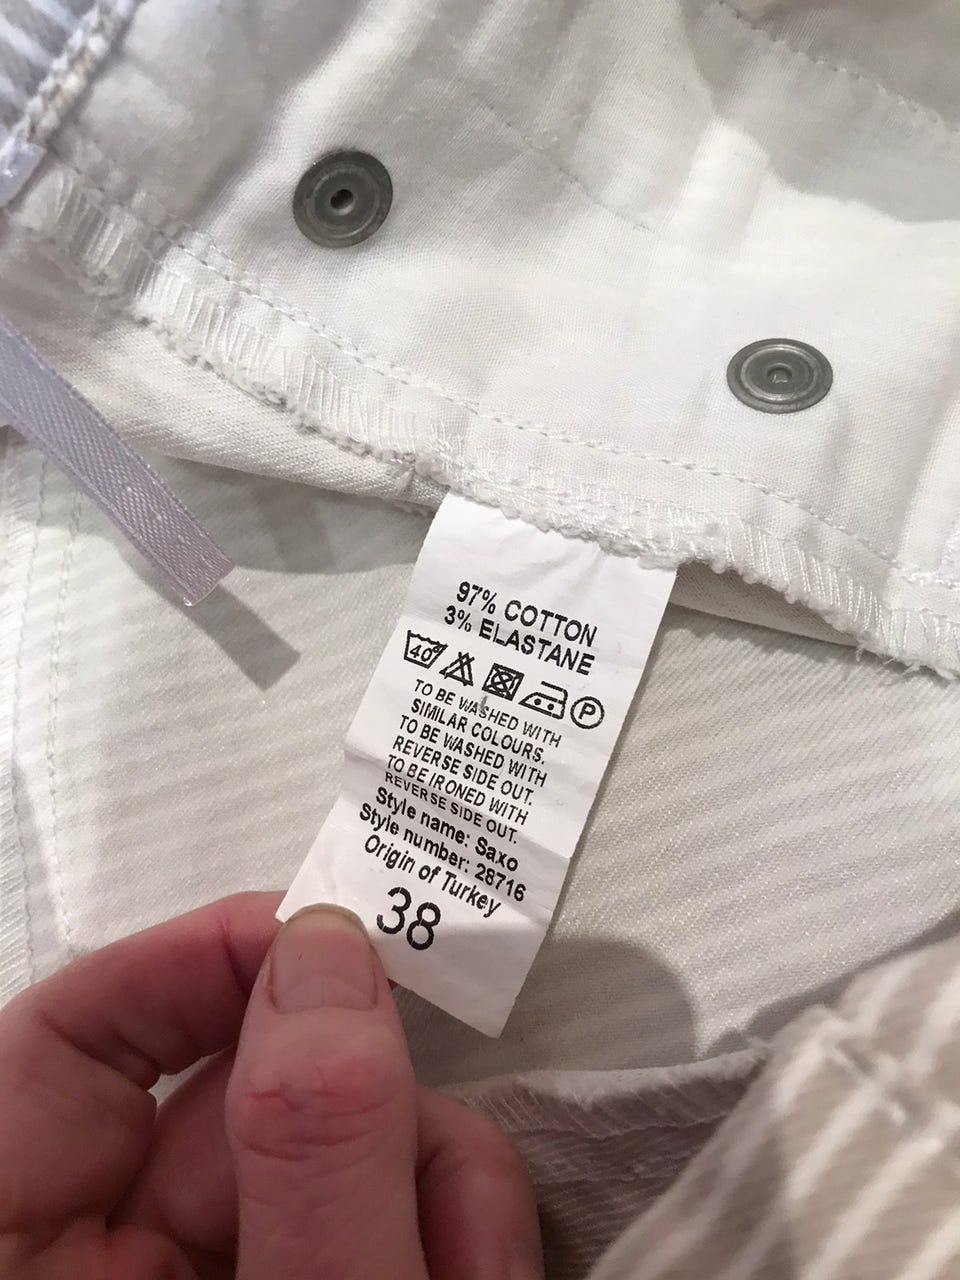 97% COTTON
3% ELASTANE
40° P
TO BE WASHED WITH
SIMILAR COLOURS.
TO BE WASHED WITH
REVERSE SIDE OUT.
TO BE IRONED WITH
REVERSE SIDE OUT.
Style name: Saxo
Style number: 28716
Origin of Turkey
38